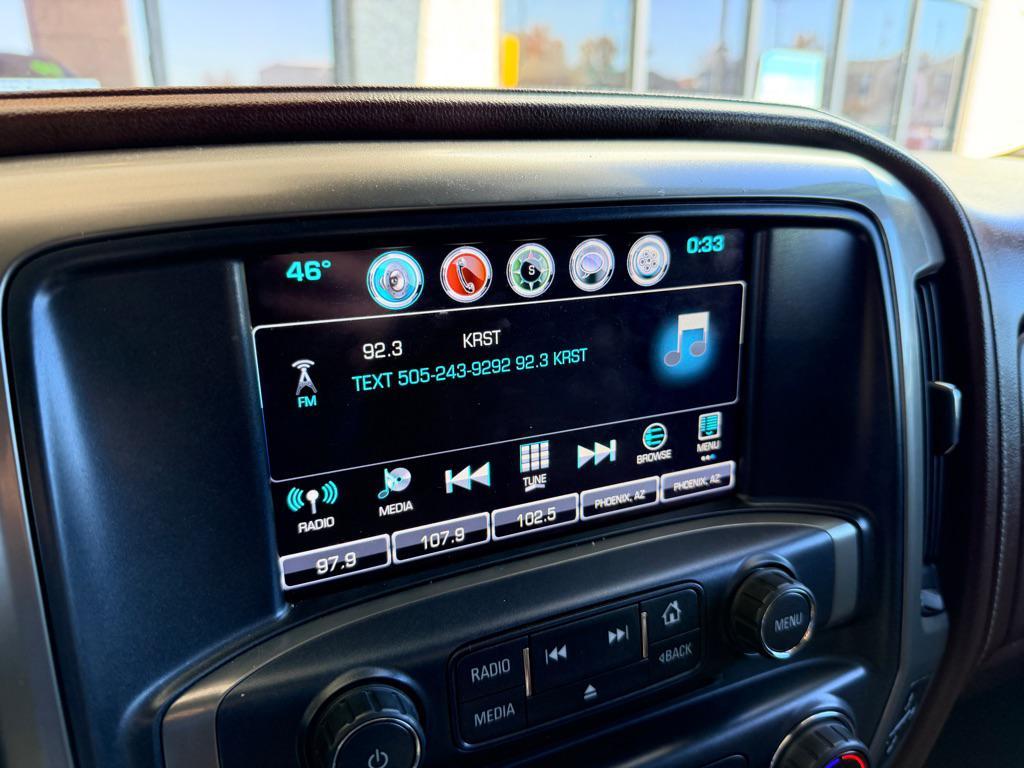 46°
S
0:33
92.3 KRST
TEXT 505-243-9292 92.3 KRST
FM
RADIO
MEDIA
TUNE
BROWSE
MENU
97.9
107.9
102.5
PHOENIX, AZ
PHOENIX, AZ
RADIO
MEDIA
BACK
MENU